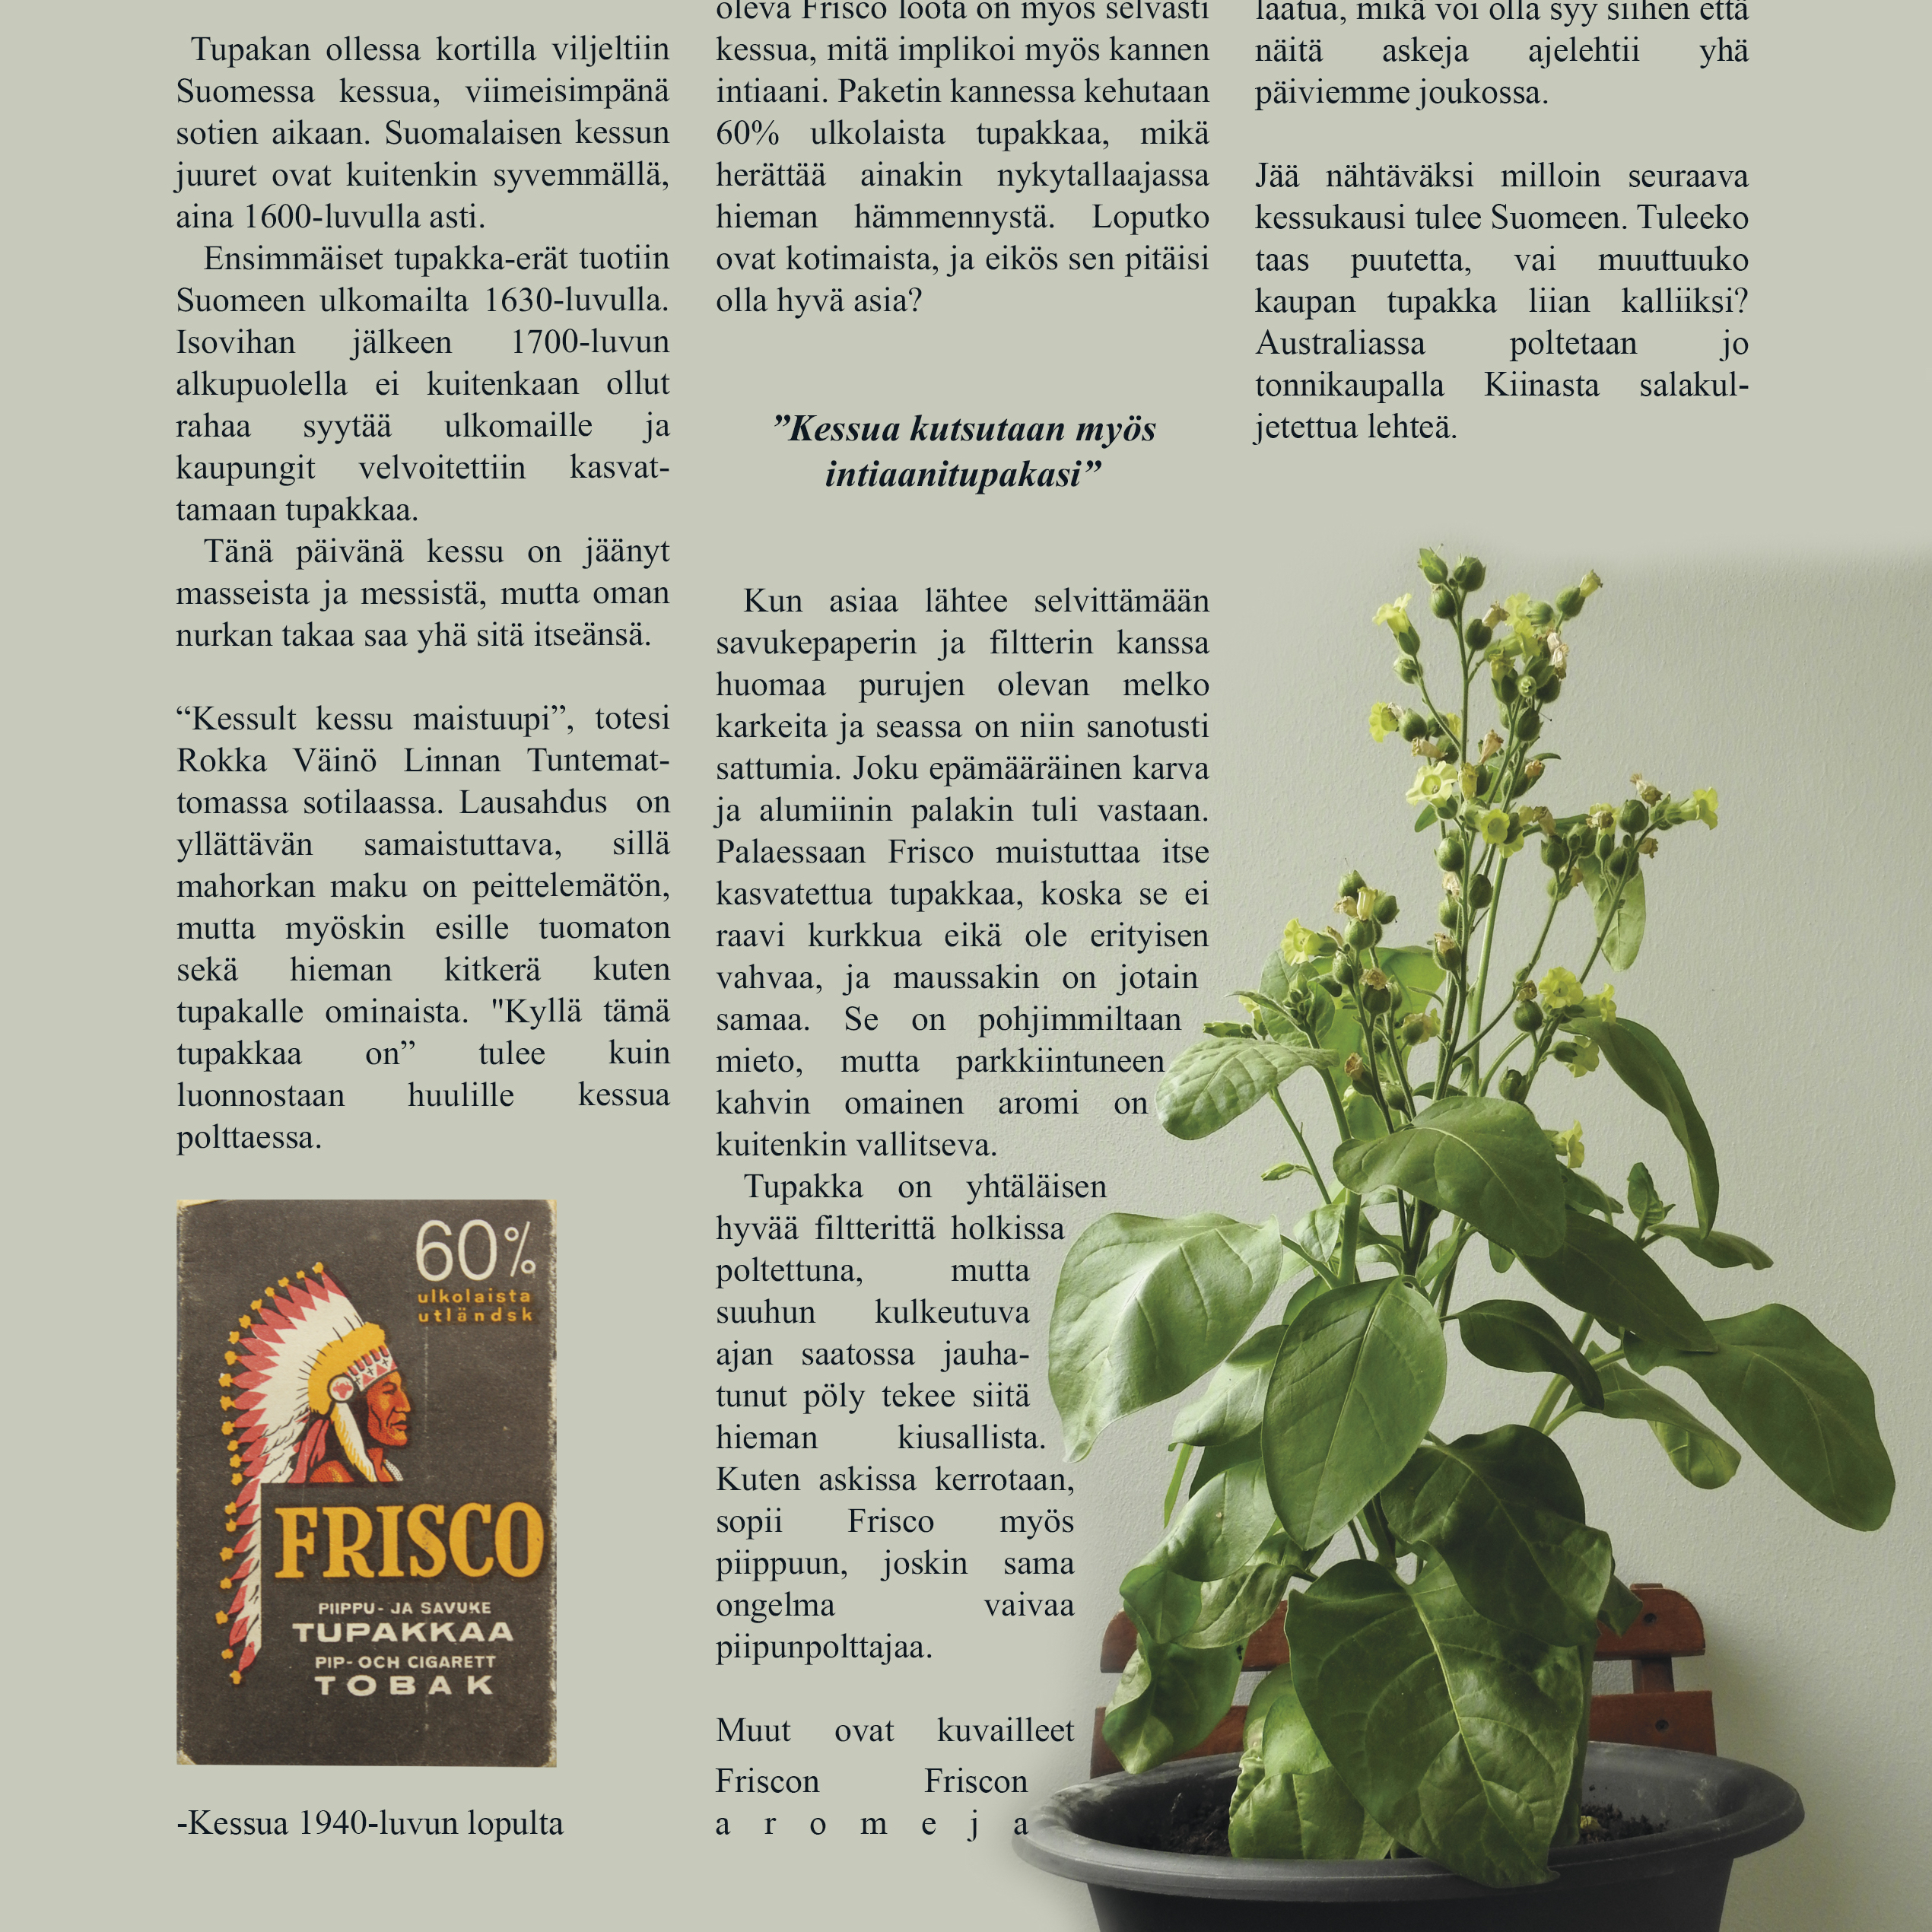 Tupakan ollessa kortilla viljeltiin
Suomessa kessua, viimeisimpänä
sotien aikaan. Suomalaisen kessun
juuret ovat kuitenkin syvemmällä,
aina 1600-luvulla asti.
Ensimmäiset tupakka-erät tuotiin
Suomeen ulkomailta 1630-luvulla.
Isovihan jälkeen 1700-luvun
alkupuolella ei kuitenkaan ollut
rahaa syytää ulkomaille ja
kaupungit velvoitettiin kasvat-
tamaan tupakkaa.
Tänä päivänä kessu on jäänyt
masseista ja messistä, mutta oman
nurkan takaa saa yhä sitä itseänsä.
“Kessult kessu maistuupi”, totesi
Rokka Väinö Linnan Tuntemat-
tomassa sotilaassa. Lausahdus on
yllättävän samaistuttava, sillä
mahorkan maku on peittelemätön,
mutta myöskin esille tuomaton
sekä hieman kitkerä kuten
tupakalle ominaista. "Kyllä tämä
tupakkaa on” tulee kuin
luonnostaan huulille kessua
polttaessa.
60%
ulkolaista
utländsk
FRISCO
PIIPPU- JA SAVUKE
TUPAKKAA
PIP- OCH CIGARETT
TOBAK
-Kessua 1940-luvun lopulta
oleva Frisco loota on myös selvästi
kessua, mitä implikoi myös kannen
intiaani. Paketin kannessa kehutaan
60% ulkolaista tupakkaa, mikä
herättää ainakin nykytallaajassa
hieman hämmennystä. Loputko
ovat kotimaista, ja eikös sen pitäisi
olla hyvä asia?
”Kessua kutsutaan myös
intiaanitupakasi”
Kun asiaa lähtee selvittämään
savukepaperin ja filtterin kanssa
huomaa purujen olevan melko
karkeita ja seassa on niin sanotusti
sattumia. Joku epämääräinen karva
ja alumiinin palakin tuli vastaan.
Palaessaan Frisco muistuttaa itse
kasvatettua tupakkaa, koska se ei
raavi kurkkua eikä ole erityisen
vahvaa, ja maussakin on jotain
samaa. Se on pohjimmiltaan
mieto, mutta parkkiintuneen
kahvin omainen aromi on
kuitenkin vallitseva.
Tupakka on yhtäläisen
hyvää filtterittä holkissa
poltettuna, mutta
suuhun kulkeutuva
ajan saatossa jauha-
tunut pöly tekee siitä
hieman kiusallista.
Kuten askissa kerrotaan,
sopii Frisco myös
piippuun, joskin sama
ongelma vaivaa
piipunpolttajaa.
Muut ovat kuvailleet
Friscon Friscon
aromeja
laatua, mikä voi olla syy siihen että
näitä askeja ajelehtii yhä
päiviemme joukossa.
Jää nähtäväksi milloin seuraava
kessukausi tulee Suomeen. Tuleeko
taas puutetta, vai muuttuuko
kaupan tupakka liian kalliiksi?
Australiassa poltetaan jo
tonnikaupalla Kiinasta salakul-
jetettua lehteä.